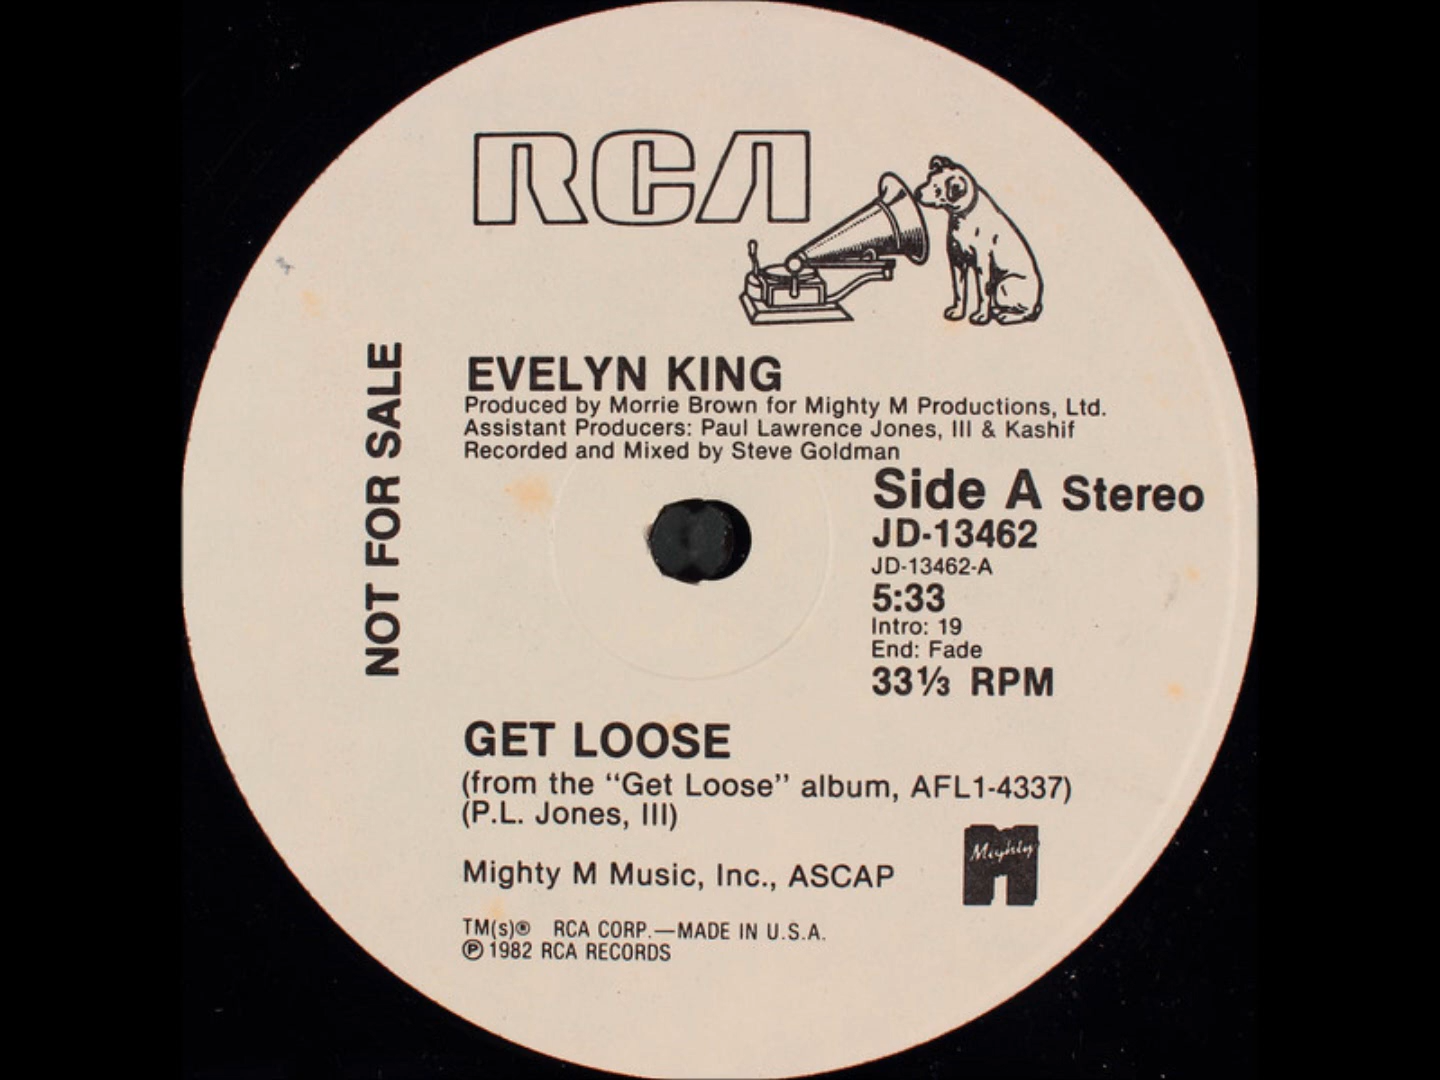 RCA
NOT FOR SALE
EVELYN KING
Produced by Morrie Brown for Mighty M Productions, Ltd.
Assistant Producers: Paul Lawrence Jones, III & Kashif
Recorded and Mixed by Steve Goldman
Side A Stereo
JD-13462
JD-13462-A
5:33
Intro: 19
End: Fade
33⅓ RPM
GET LOOSE
(from the “Get Loose” album, AFL1-4337)
(P.L. Jones, III)
Mighty M
Mighty M Music, Inc., ASCAP
TM(s)® RCA CORP.—MADE IN U.S.A.
℗ 1982 RCA RECORDS